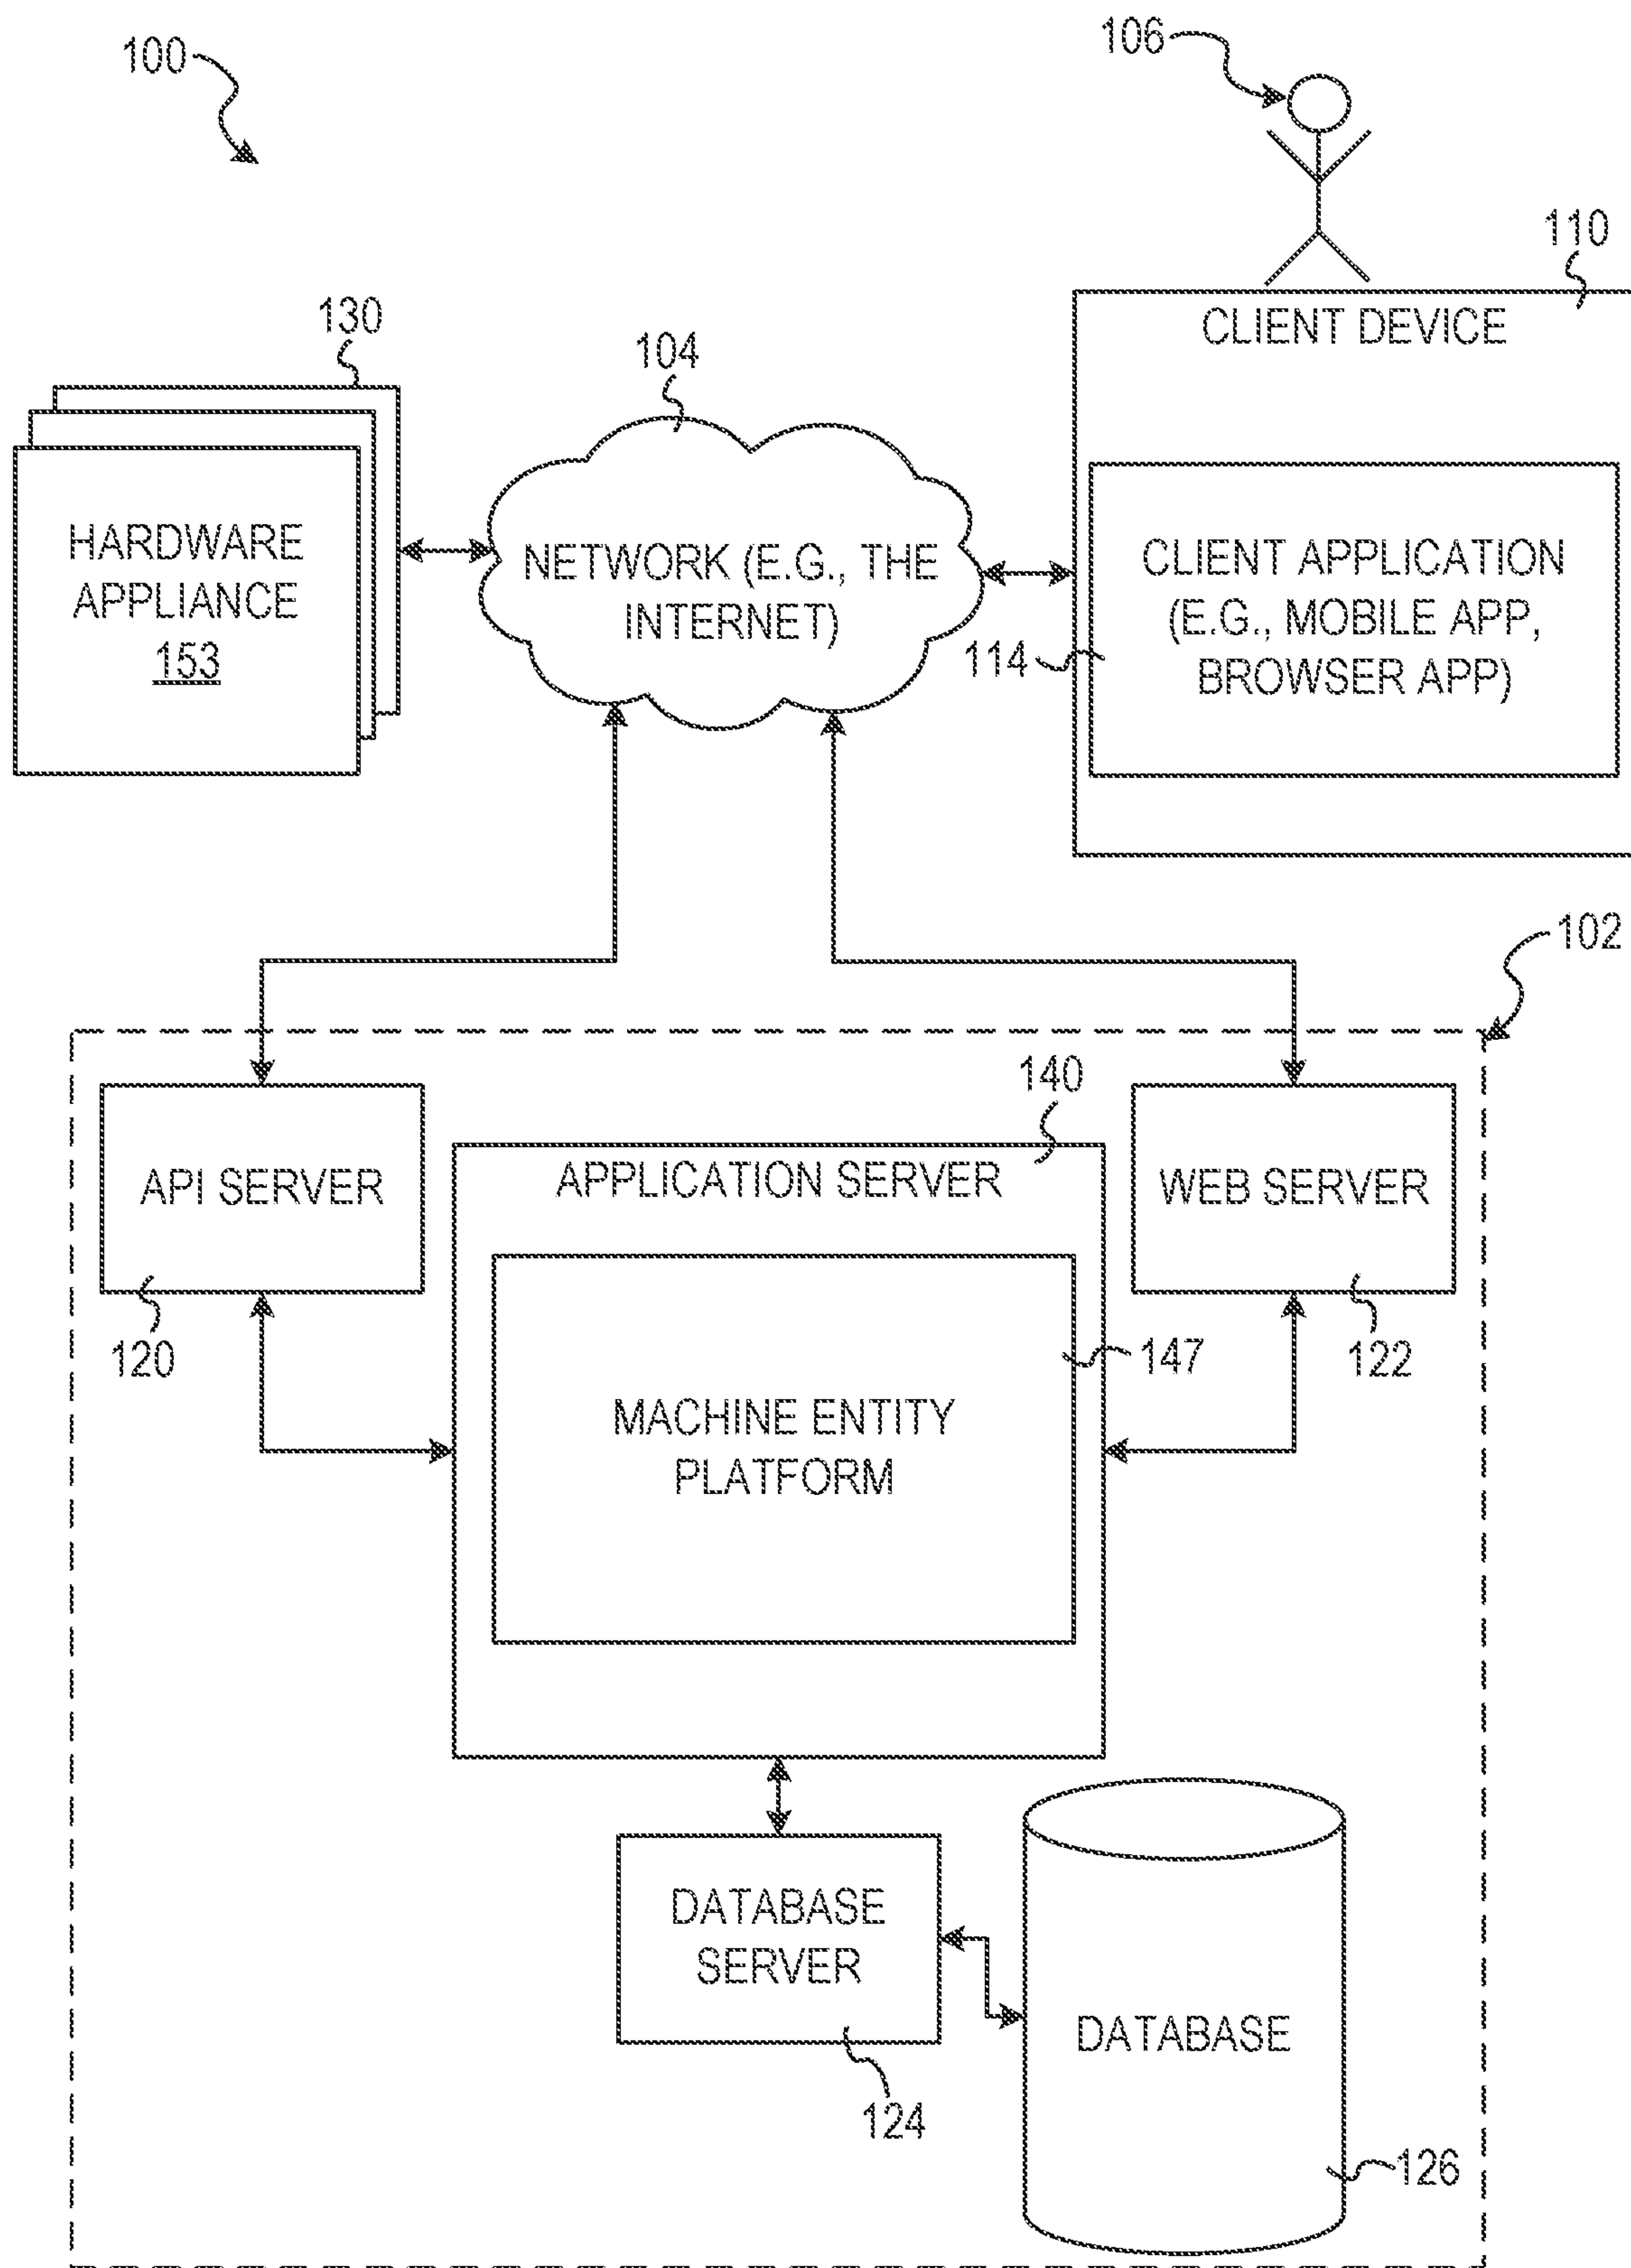 100
106
110
CLIENT DEVICE
130
104
HARDWARE
APPLIANCE
153
NETWORK (E.G., THE
INTERNET)
CLIENT APPLICATION
(E.G., MOBILE APP,
BROWSER APP)
114
102
140
API SERVER
APPLICATION SERVER
WEB SERVER
120
147
122
MACHINE ENTITY
PLATFORM
DATABASE
SERVER
DATABASE
124
126